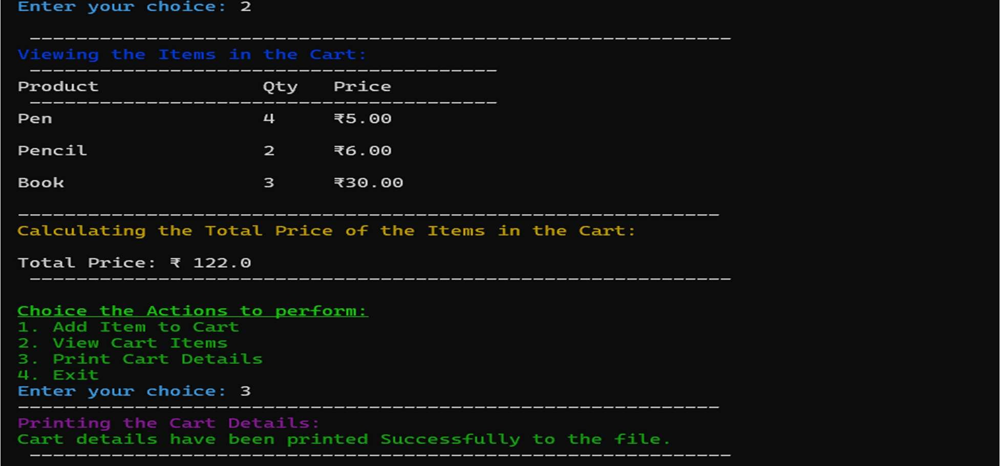 Enter your choice: 2
------------------------------------------------------------
Viewing the Items in the Cart:
----------------------------------------
Product Qty Price
----------------------------------------
Pen 4 ₹5.00
Pencil 2 ₹6.00
Book 3 ₹30.00
------------------------------------------------------------
Calculating the Total Price of the Items in the Cart:
Total Price: ₹ 122.0
------------------------------------------------------------
Choice the Actions to perform:
1. Add Item to Cart
2. View Cart Items
3. Print Cart Details
4. Exit
Enter your choice: 3
------------------------------------------------------------
Printing the Cart Details:
Cart details have been printed Successfully to the file.
------------------------------------------------------------